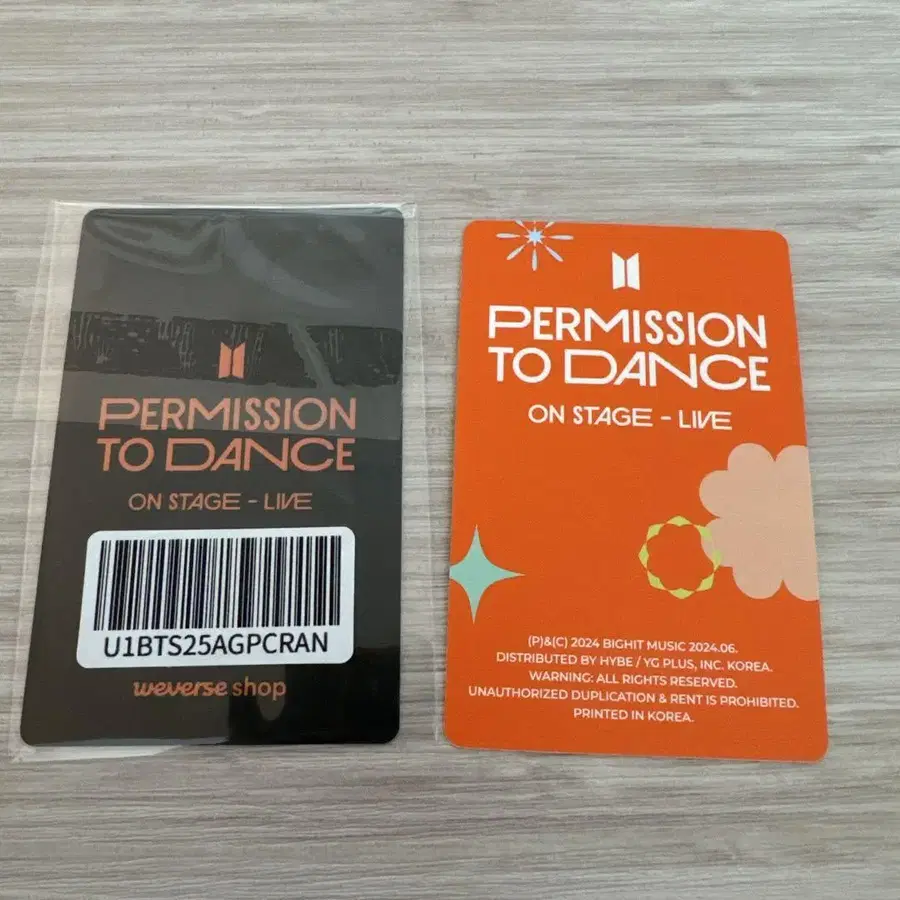 PERMISSION
TO DANCE
ON STAGE - LIVE
U1BTS25AGPCRAN
weverse shop
PERMISSION
TO DANCE
ON STAGE - LIVE
(P)&(C) 2024 BIGHIT MUSIC 2024.06.
DISTRIBUTED BY HYBE / YG PLUS, INC. KOREA.
WARNING: ALL RIGHTS RESERVED.
UNAUTHORIZED DUPLICATION & RENT IS PROHIBITED.
PRINTED IN KOREA.